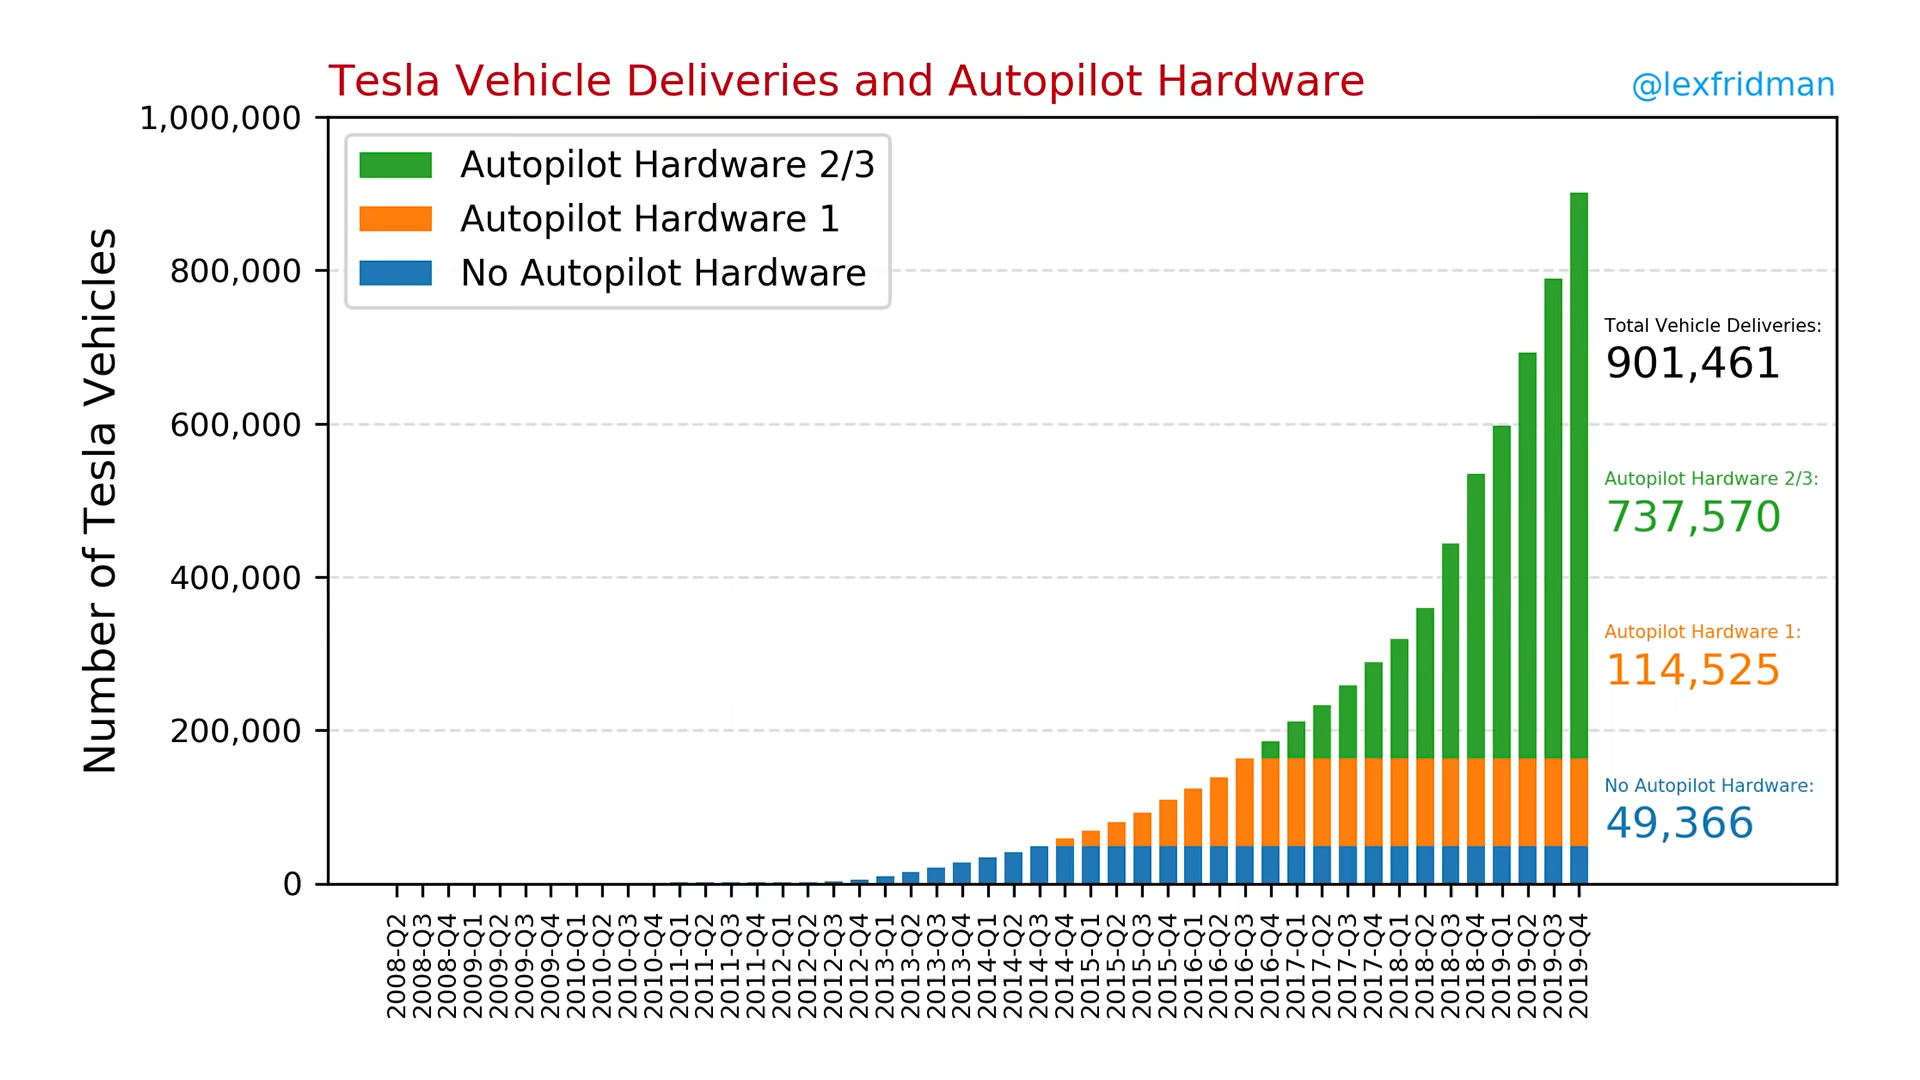 Tesla Vehicle Deliveries and Autopilot Hardware
@lexfridman
Number of Tesla Vehicles
1,000,000
800,000
600,000
400,000
200,000
0
Autopilot Hardware 2/3
Autopilot Hardware 1
No Autopilot Hardware
Total Vehicle Deliveries:
901,461
Autopilot Hardware 2/3:
737,570
Autopilot Hardware 1:
114,525
No Autopilot Hardware:
49,366
2008-Q2
2008-Q3
2008-Q4
2009-Q1
2009-Q2
2009-Q3
2009-Q4
2010-Q1
2010-Q2
2010-Q3
2010-Q4
2011-Q1
2011-Q2
2011-Q3
2011-Q4
2012-Q1
2012-Q2
2012-Q3
2012-Q4
2013-Q1
2013-Q2
2013-Q3
2013-Q4
2014-Q1
2014-Q2
2014-Q3
2014-Q4
2015-Q1
2015-Q2
2015-Q3
2015-Q4
2016-Q1
2016-Q2
2016-Q3
2016-Q4
2017-Q1
2017-Q2
2017-Q3
2017-Q4
2018-Q1
2018-Q2
2018-Q3
2018-Q4
2019-Q1
2019-Q2
2019-Q3
2019-Q4